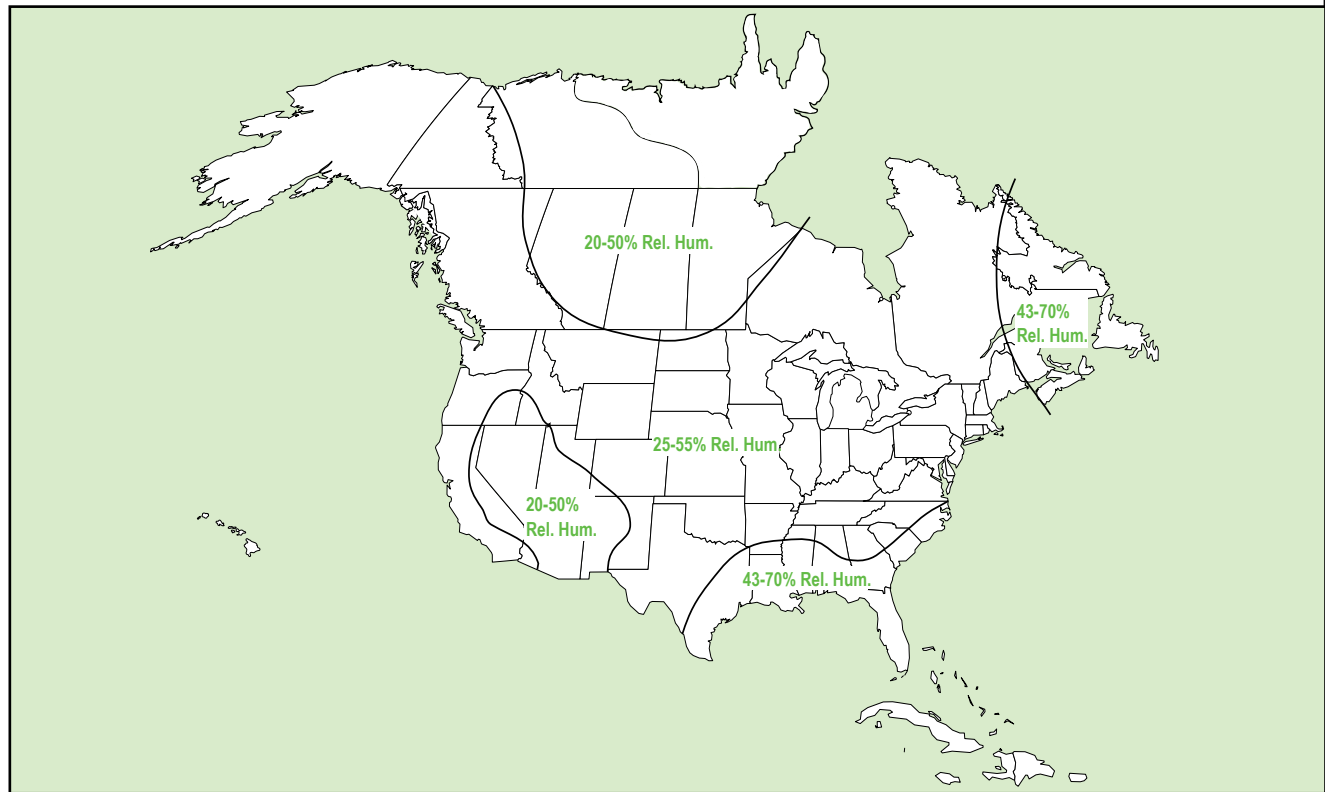 20-50% Rel. Hum.
43-70%
Rel. Hum.
25-55% Rel. Hum.
20-50%
Rel. Hum.
43-70% Rel. Hum.